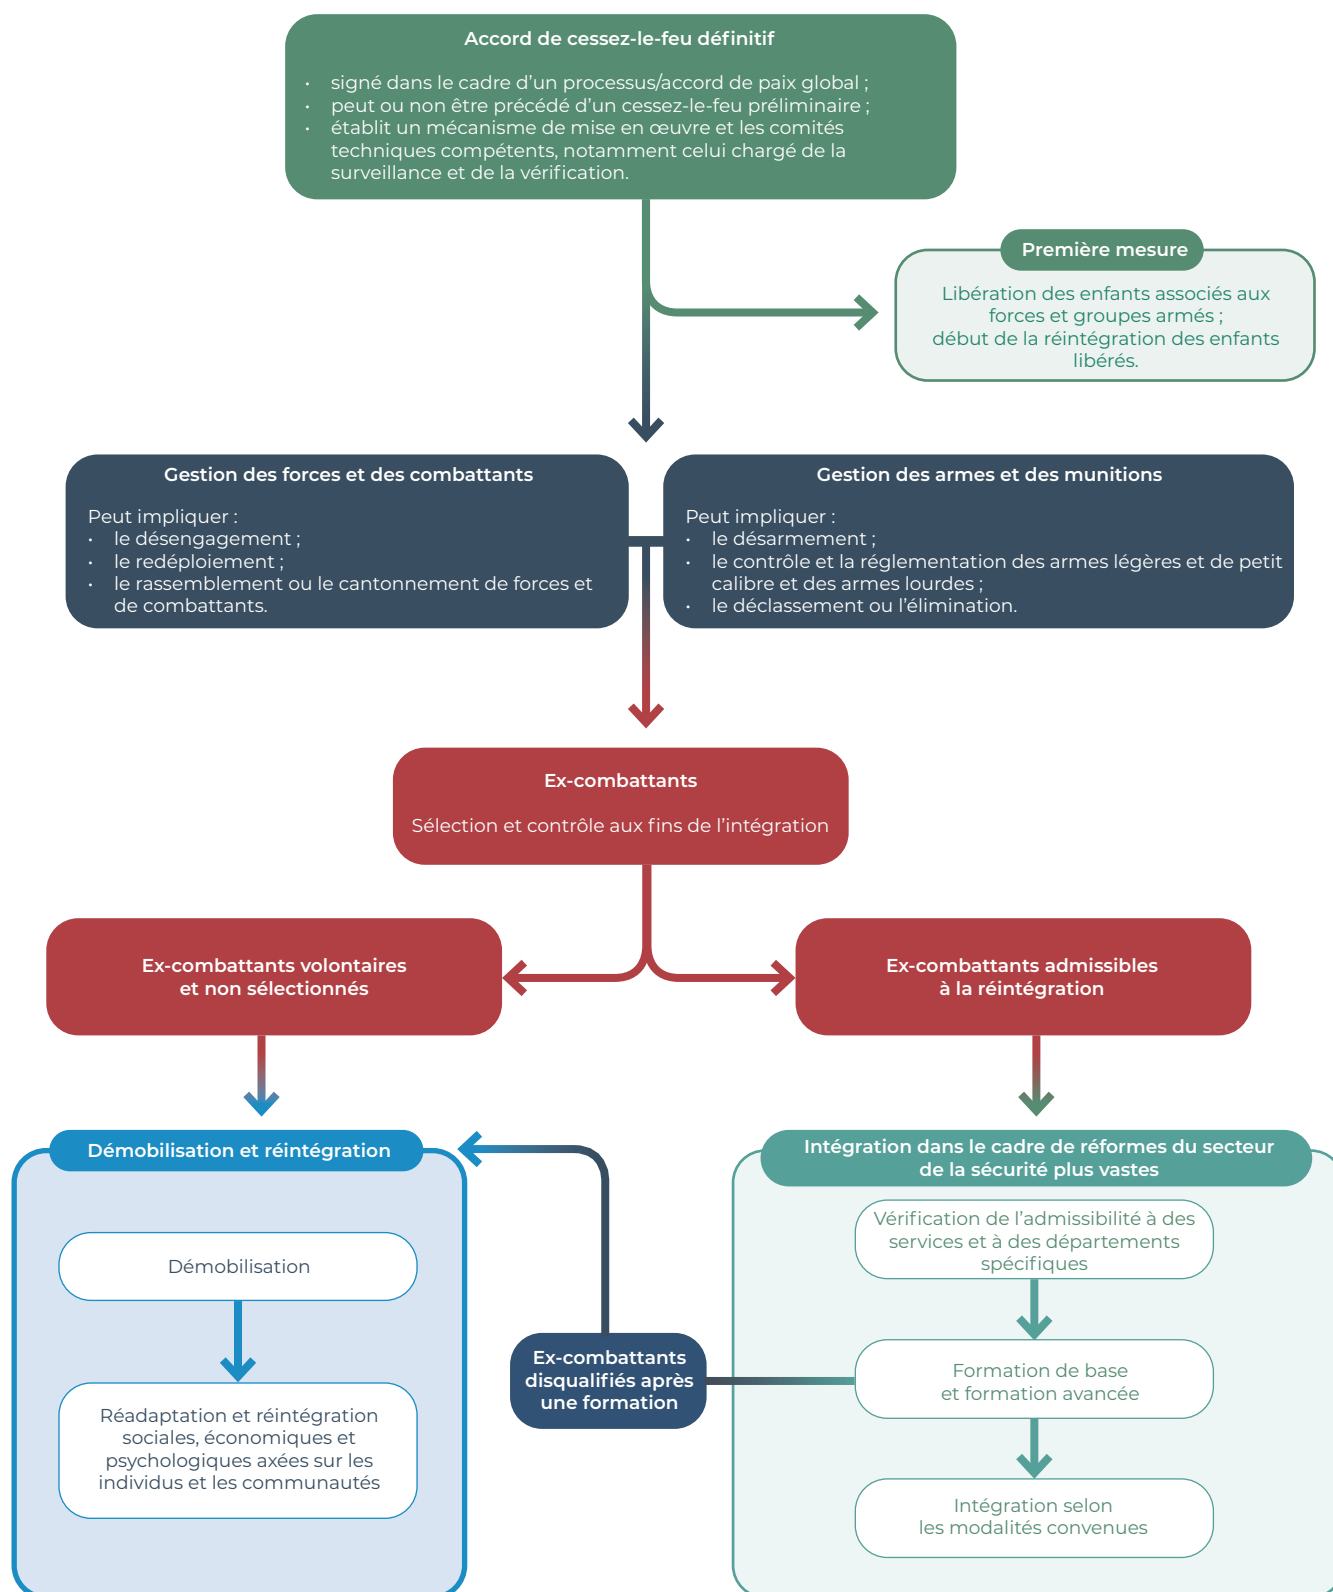 Accord de cessez-le-feu définitif
• signé dans le cadre d’un processus/accord de paix global ;
• peut ou non être précédé d’un cessez-le-feu préliminaire ;
• établit un mécanisme de mise en œuvre et les comités
techniques compétents, notamment celui chargé de la
surveillance et de la vérification.
Première mesure
Libération des enfants associés aux
forces et groupes armés ;
début de la réintégration des enfants
libérés.
Gestion des forces et des combattants
Peut impliquer :
• le désengagement ;
• le redéploiement ;
• le rassemblement ou le cantonnement de forces et
de combattants.
Gestion des armes et des munitions
Peut impliquer :
• le désarmement ;
• le contrôle et la réglementation des armes légères et de petit
calibre et des armes lourdes ;
• le déclassement ou l’élimination.
Ex-combattants
Sélection et contrôle aux fins de l’intégration
Ex-combattants volontaires
et non sélectionnés
Ex-combattants admissibles
à la réintégration
Démobilisation et réintégration
Démobilisation
Réadaptation et réintégration
sociales, économiques et
psychologiques axées sur les
individus et les communautés
Ex-combattants
disqualifiés après
une formation
Intégration dans le cadre de réformes du secteur
de la sécurité plus vastes
Vérification de l’admissibilité à des
services et à des départements
spécifiques
Formation de base
et formation avancée
Intégration selon
les modalités convenues